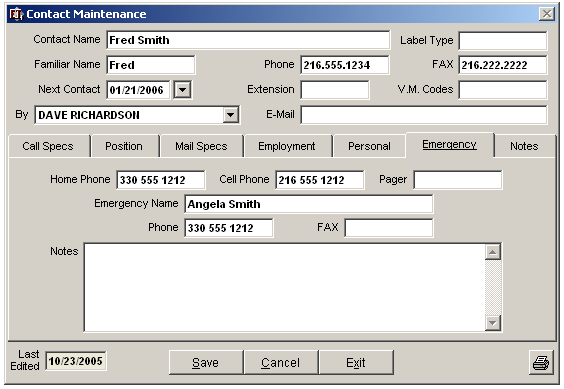 Contact Maintenance
Contact Name Fred Smith Label Type
Familiar Name Fred Phone 216.555.1234 FAX 216.222.2222
Next Contact 01/21/2006 Extension V.M. Codes
By DAVE RICHARDSON E-Mail
Call Specs Position Mail Specs Employment Personal Emergency Notes
Home Phone 330 555 1212 Cell Phone 216 555 1212 Pager
Emergency Name Angela Smith
Phone 330 555 1212 FAX
Notes
Last
Edited 10/23/2005 Save Cancel Exit